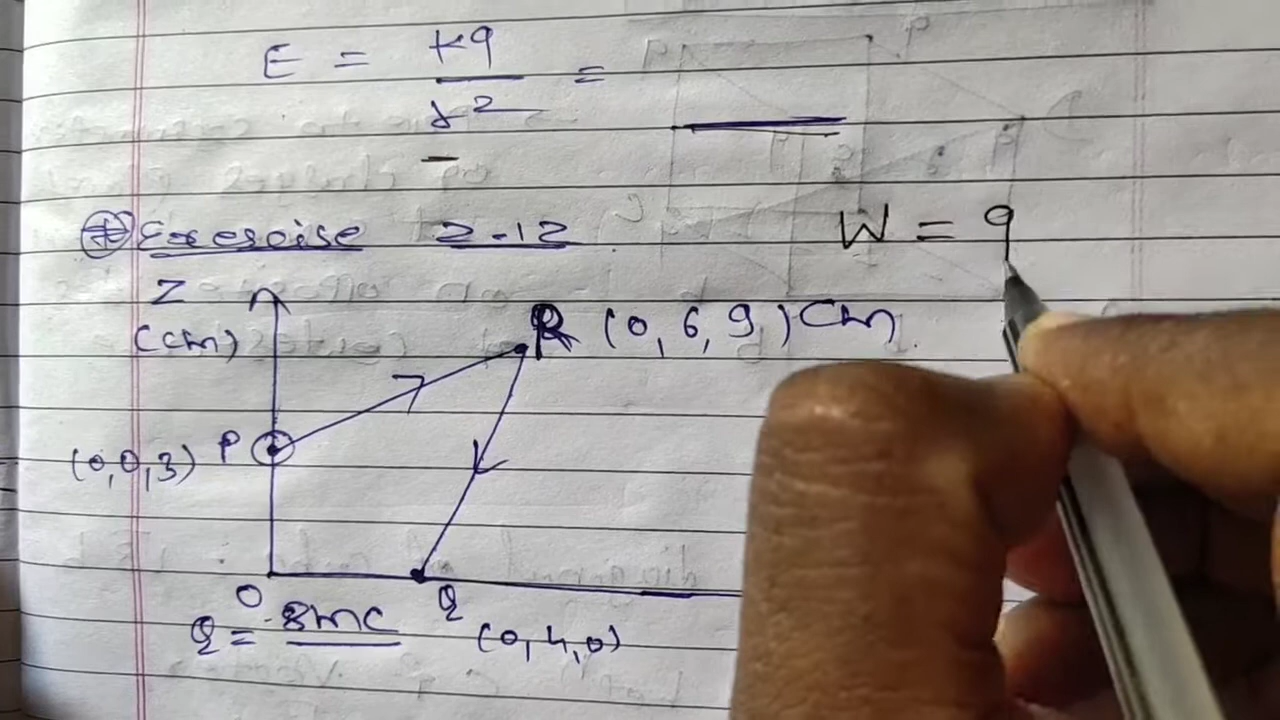 E = kq =
r²
⊕ Exercise 2.12
W = q
Z
(cm)
R (0, 6, 9) cm.
(0,0,3) P
O
Q
Q = 8mc
(0, 4, 0)